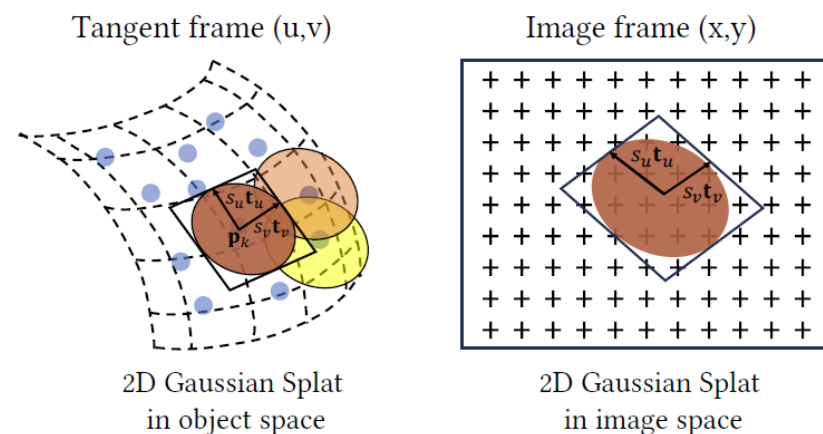 Tangent frame (u,v)
Image frame (x,y)
s_u t_u
s_v t_v
p_k
s_u t_u
s_v t_v
2D Gaussian Splat
in object space
2D Gaussian Splat
in image space